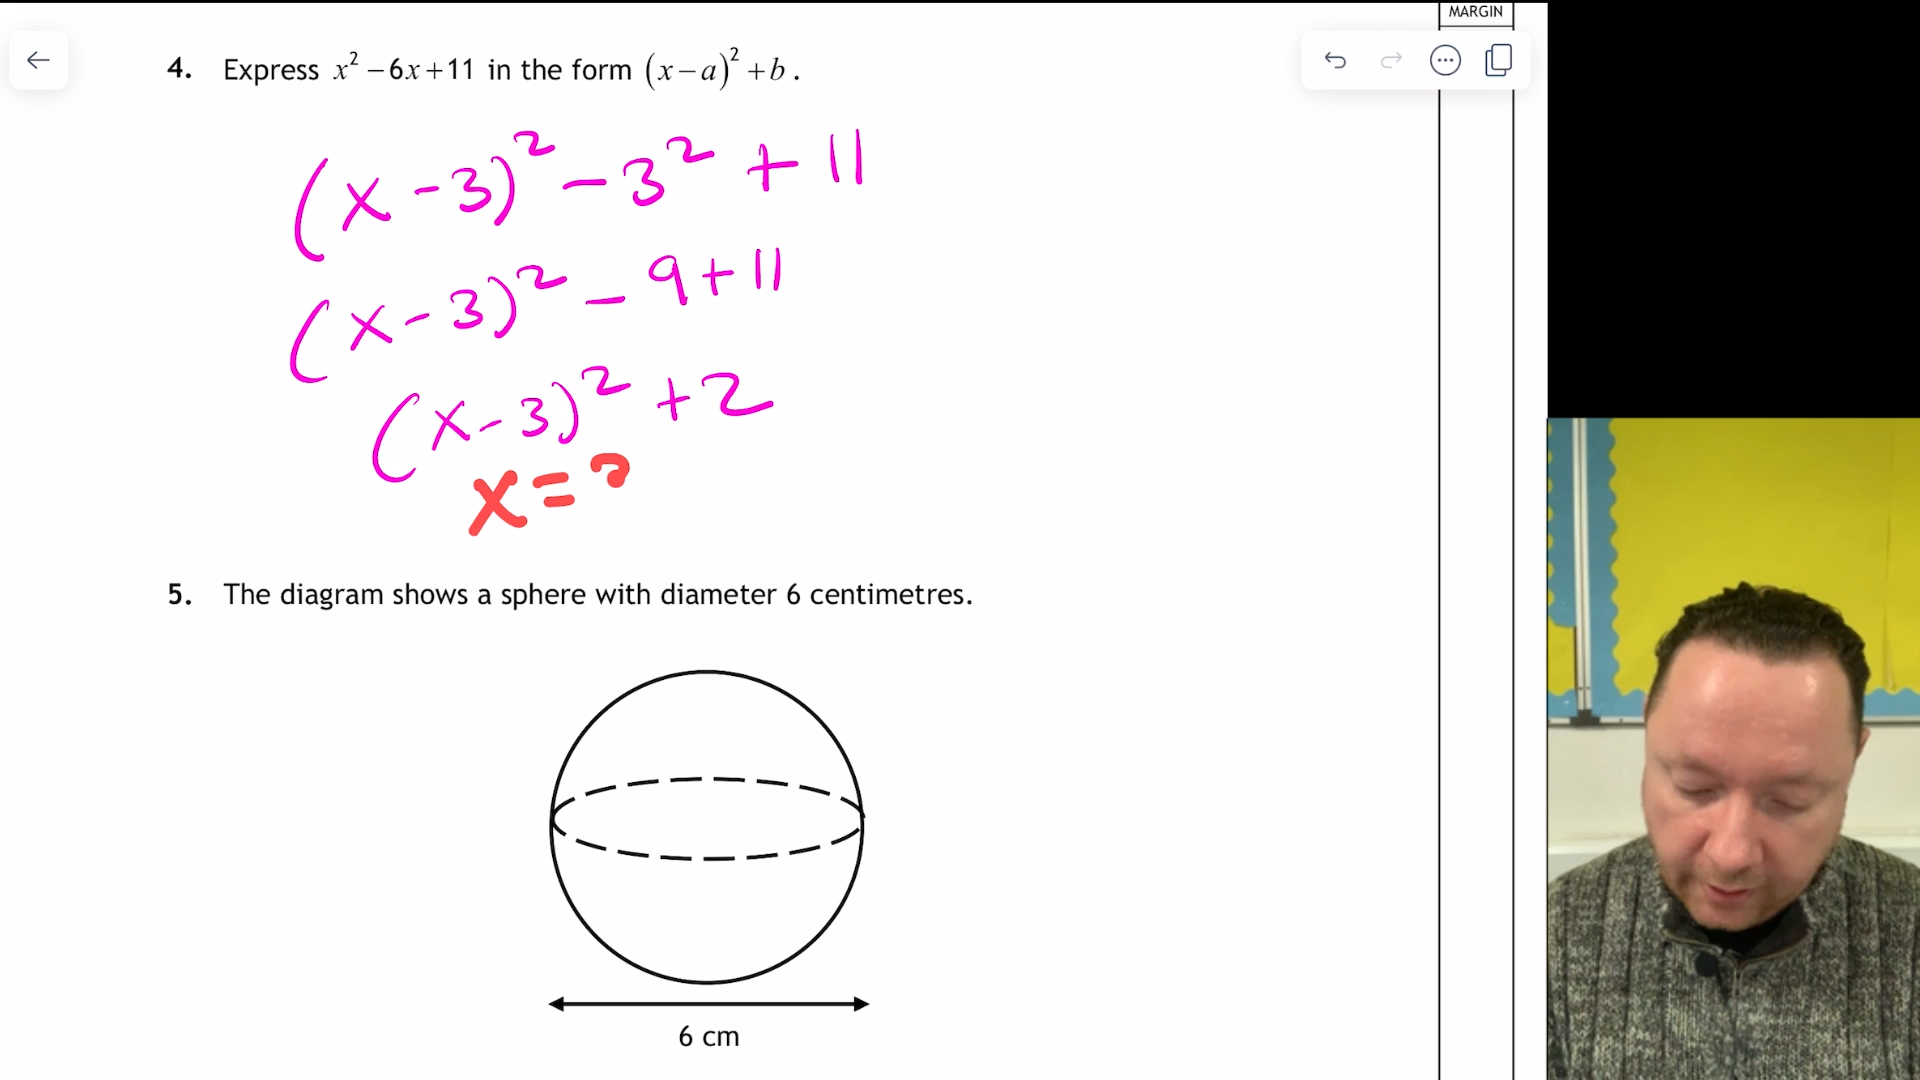 MARGIN
4. Express x² – 6x + 11 in the form (x – a)² + b.
(x - 3)² - 3² + 11
(x - 3)² - 9 + 11
(x - 3)² + 2
x =
5. The diagram shows a sphere with diameter 6 centimetres.
6 cm